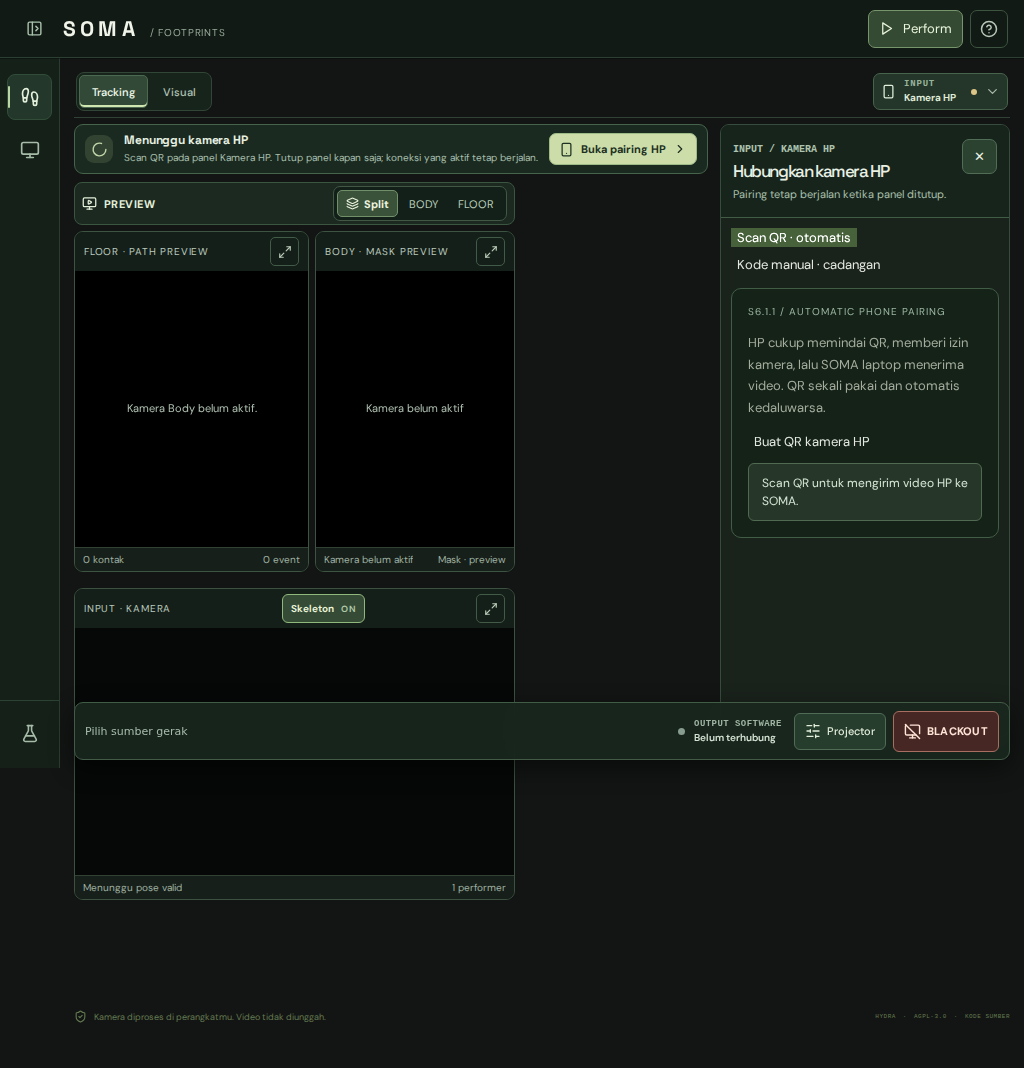 SOMA
/ FOOTPRINTS
Perform
Tracking
Visual
INPUT
Kamera HP
Menunggu kamera HP
Scan QR pada panel Kamera HP. Tutup panel kapan saja; koneksi yang aktif tetap berjalan.
Buka pairing HP
PREVIEW
Split
BODY
FLOOR
FLOOR · PATH PREVIEW
BODY · MASK PREVIEW
Kamera Body belum aktif.
Kamera belum aktif
0 kontak
0 event
Kamera belum aktif
Mask · preview
INPUT · KAMERA
Skeleton ON
Menunggu pose valid
1 performer
INPUT / KAMERA HP
Hubungkan kamera HP
Pairing tetap berjalan ketika panel ditutup.
Scan QR · otomatis
Kode manual · cadangan
S6.1.1 / AUTOMATIC PHONE PAIRING
HP cukup memindai QR, memberi izin
kamera, lalu SOMA laptop menerima
video. QR sekali pakai dan otomatis
kedaluwarsa.
Buat QR kamera HP
Scan QR untuk mengirim video HP ke
SOMA.
Pilih sumber gerak
OUTPUT SOFTWARE
Belum terhubung
Projector
BLACKOUT
Kamera diproses di perangkatmu. Video tidak diunggah.
HYDRA · AGPL-3.0 · KODE SUMBER